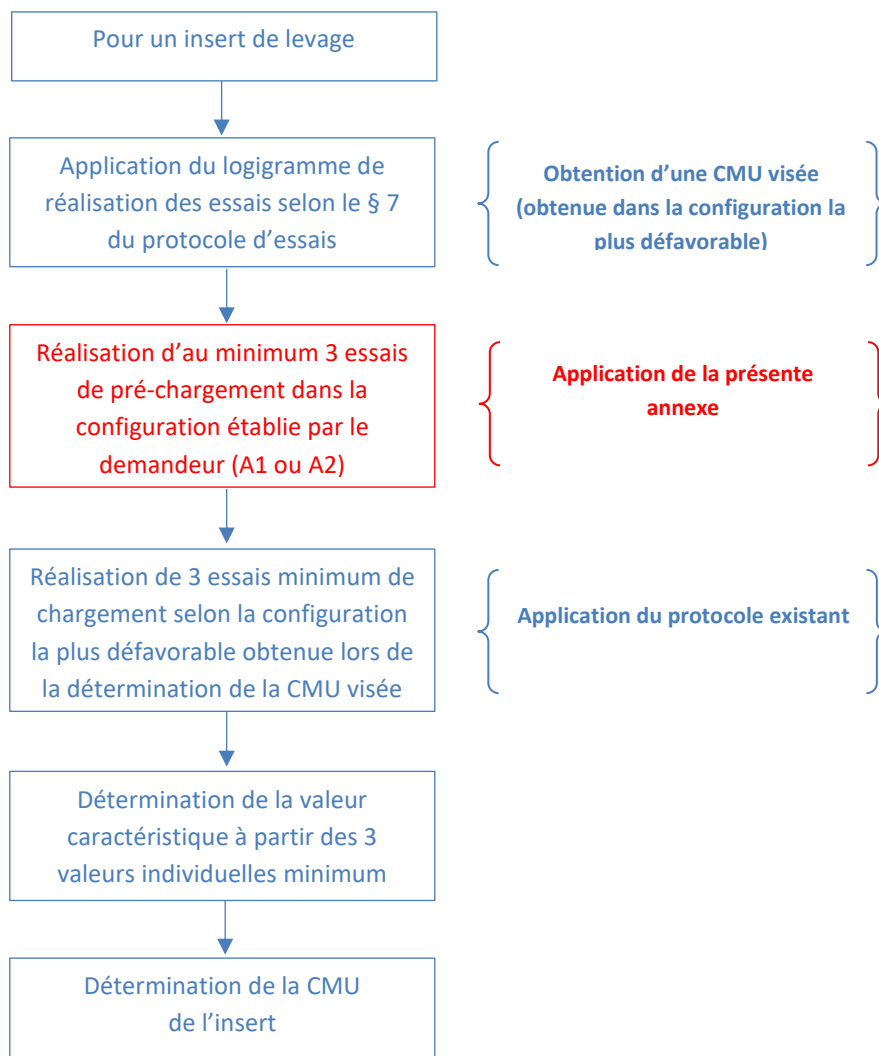 Pour un insert de levage
Application du logigramme de
réalisation des essais selon le § 7
du protocole d'essais
Obtention d'une CMU visée
(obtenue dans la configuration la
plus défavorable)
Réalisation d'au minimum 3 essais
de pré-chargement dans la
configuration établie par le
demandeur (A1 ou A2)
Application de la présente
annexe
Réalisation de 3 essais minimum de
chargement selon la configuration
la plus défavorable obtenue lors de
la détermination de la CMU visée
Application du protocole existant
Détermination de la valeur
caractéristique à partir des 3
valeurs individuelles minimum
Détermination de la CMU
de l'insert